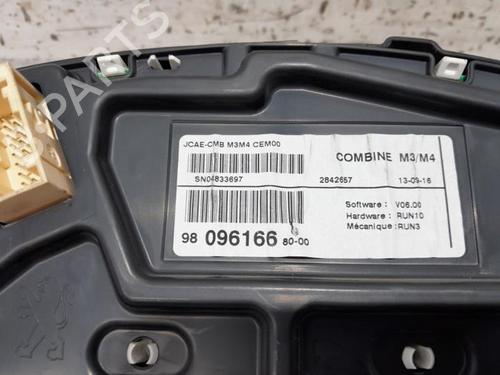 JCAE-CMB M3M4 CEM00
COMBINE M3/M4
SN04833697
2842657
13-09-16
Software : V06.00
Hardware : RUN10
Mécanique : RUN3
98 096166 80-00